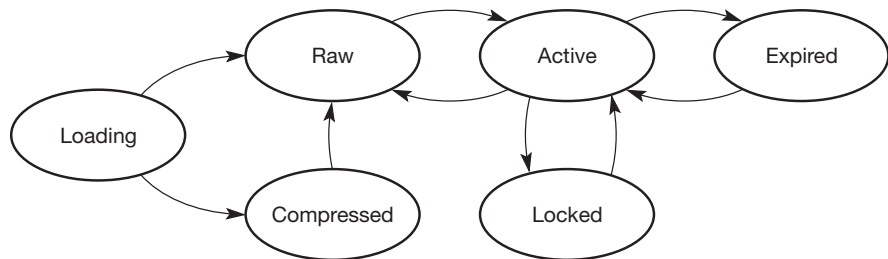 Raw
Active
Expired
Loading
Compressed
Locked